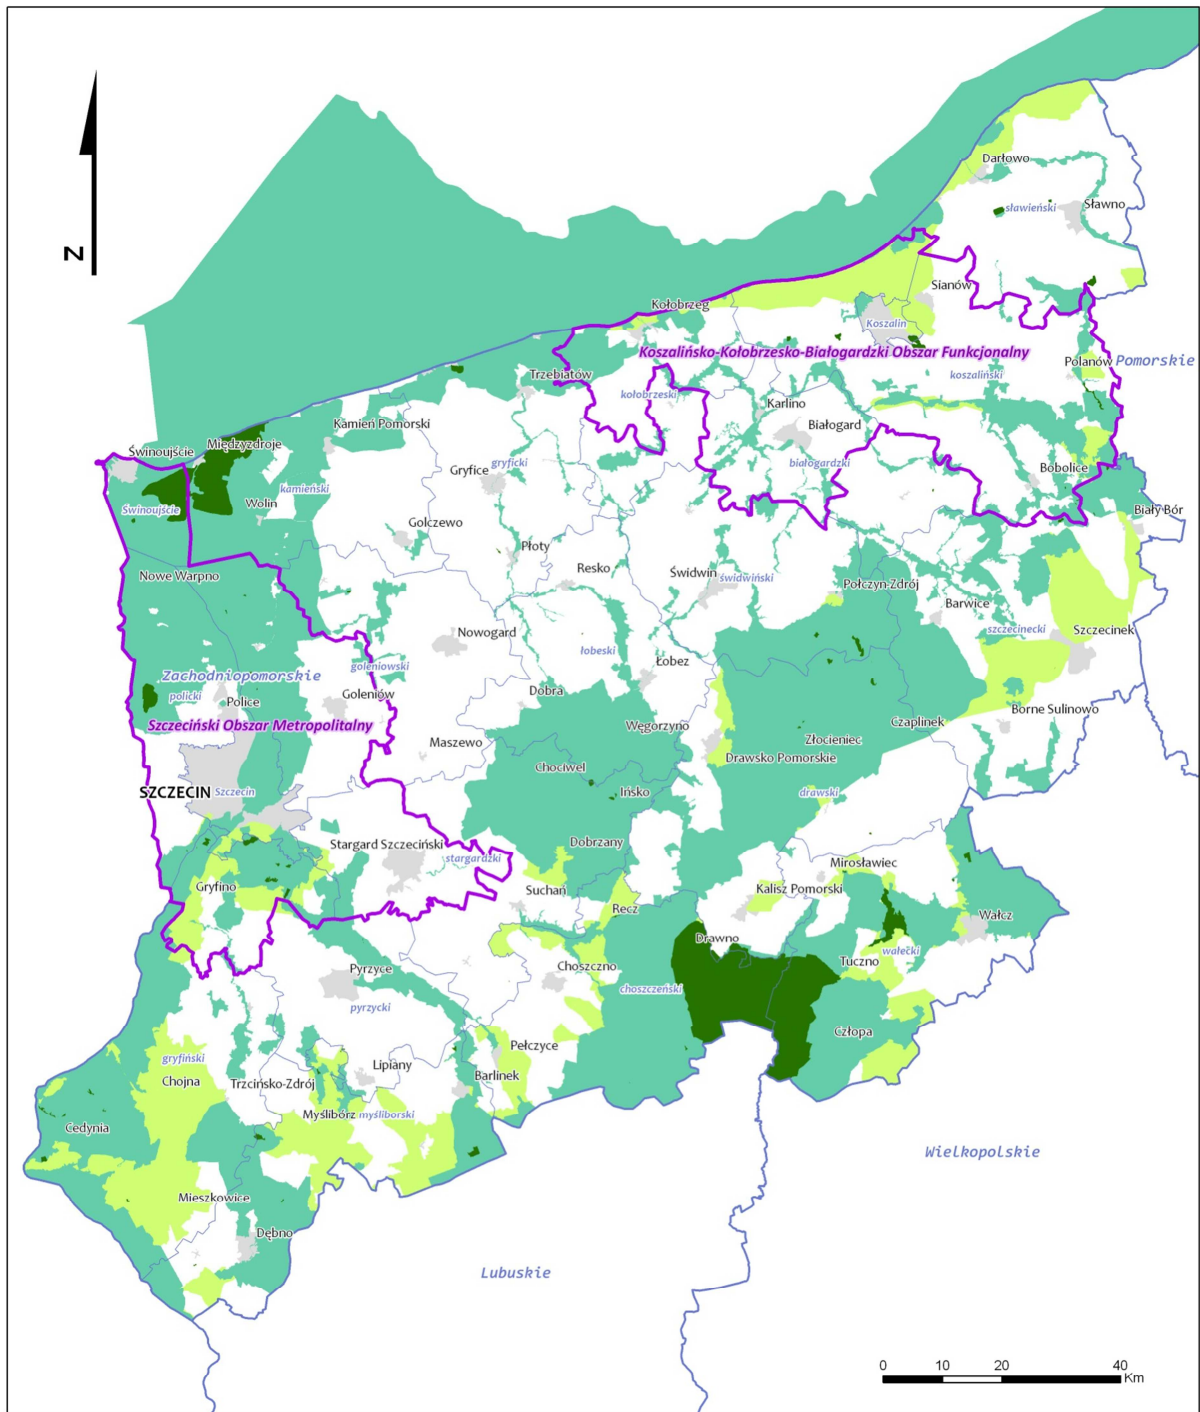 Darłowo
sławieński
Sławno
N
Sianów
Kołobrzeg
Koszalin
Koszalińsko-Kołobrzesko-Białogardzki Obszar Funkcjonalny
Polanów
Pomorskie
Trzebiatów
koszaliński
kołobrzeski
Karlino
Kamień Pomorski
Białogard
Międzyzdroje
Świnoujście
Gryfice
gryficki
białogardzki
Bobolice
kamieński
Wolin
Świnoujście
Biały Bór
Golczewo
Płoty
Resko
Nowe Warpno
Świdwin
świdwiński
Połczyn-Zdrój
Barwice
Nowogard
szczecinecki
Szczecinek
łobeski
Łobez
goleniowski
Zachodniopomorskie
policki
Police
Goleniów
Dobra
Borne Sulinowo
Szczeciński Obszar Metropolitalny
Węgorzyno
Czaplinek
Maszewo
Złocieniec
Drawsko Pomorskie
Chociwel
SZCZECIN
Szczecin
Ińsko
drawski
Stargard Szczeciński
Dobrzany
stargardzki
Mirosławiec
Gryfino
Suchań
Kalisz Pomorski
Recz
Wałcz
Drawno
wałecki
Tuczno
Pyrzyce
Choszczno
choszczeński
pyrzycki
Człopa
Pełczyce
gryfiński
Lipiany
Chojna
Trzcińsko-Zdrój
Barlinek
Myślibórz
myśliborski
Cedynia
Wielkopolskie
Mieszkowice
Dębno
Lubuskie
0 10 20 40
Km